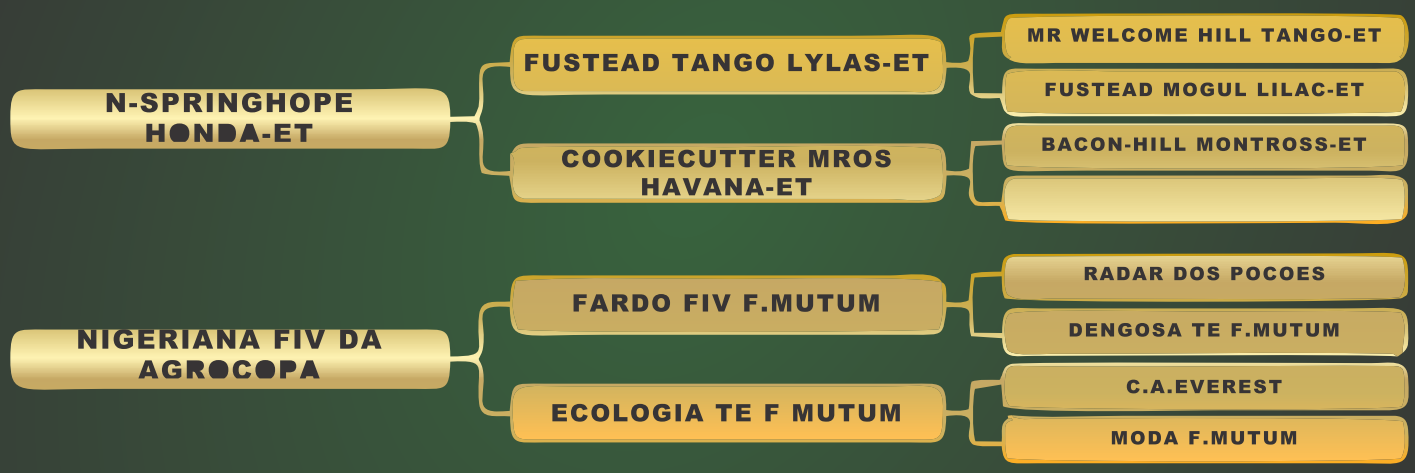 N-SPRINGHOPE
HONDA-ET
FUSTEAD TANGO LYLAS-ET
COOKIECUTTER MROS
HAVANA-ET
MR WELCOME HILL TANGO-ET
FUSTEAD MOGUL LILAC-ET
BACON-HILL MONTROSS-ET
NIGERIANA FIV DA
AGROCOPA
FARDO FIV F.MUTUM
ECOLOGIA TE F MUTUM
RADAR DOS POCOES
DENGOSA TE F.MUTUM
C.A.EVEREST
MODA F.MUTUM